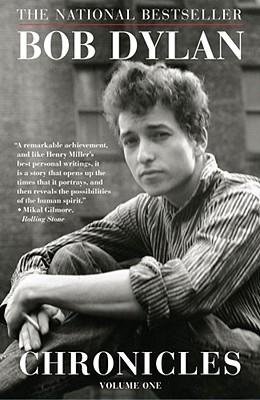 THE NATIONAL BESTSELLER
BOB DYLAN
"A remarkable achievement,
and like Henry Miller's
best personal writings, it
is a story that opens up the
times that it portrays, and
then reveals the possibilities
of the human spirit."
✦ Mikal Gilmore,
Rolling Stone
CHRONICLES
VOLUME ONE